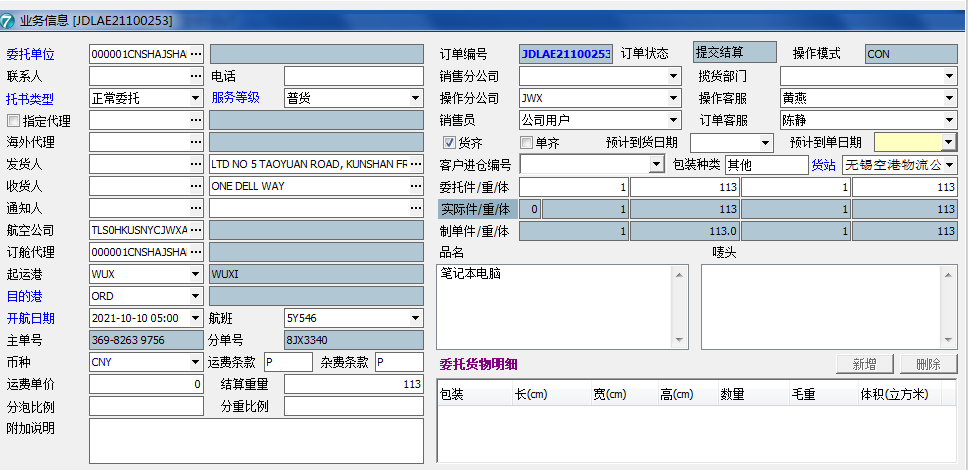 业务信息 [JDLAE21100253]
委托单位 000001CNSHAJSHA ··· 订单编号 JDLAE21100253 订单状态 提交结算 操作模式 CON
联系人 ··· 电话 销售分公司 揽货部门
托书类型 正常委托 服务等级 普货 操作分公司 JWX 操作客服 黄燕
指定代理 ··· 销售员 公司用户 订单客服 陈静
海外代理 ··· 货齐 单齐 预计到货日期 预计到单日期
发货人 ··· LTD NO 5 TAOYUAN ROAD, KUNSHAN FR ··· 客户进仓编号 包装种类 其他 货站 无锡空港物流公
收货人 ··· ONE DELL WAY ··· 委托件/重/体 1 113 1 113
通知人 ··· ··· 实际件/重/体 0 1 113 1 113
航空公司 TLS0HKUSNYCJWXA ··· 制单件/重/体 1 113.0 1 113
订舱代理 000001CNSHAJSHA ··· 品名 唛头
起运港 WUX WUXI 笔记本电脑
目的港 ORD
开航日期 2021-10-10 05:00 航班 5Y546
主单号 369-8263 9756 分单号 8JX3340
币种 CNY 运费条款 P 杂费条款 P 委托货物明细 新增 删除
运费单价 0 结算重量 113 包装 长(cm) 宽(cm) 高(cm) 数量 毛重 体积(立方米)
分泡比例 分重比例
附加说明